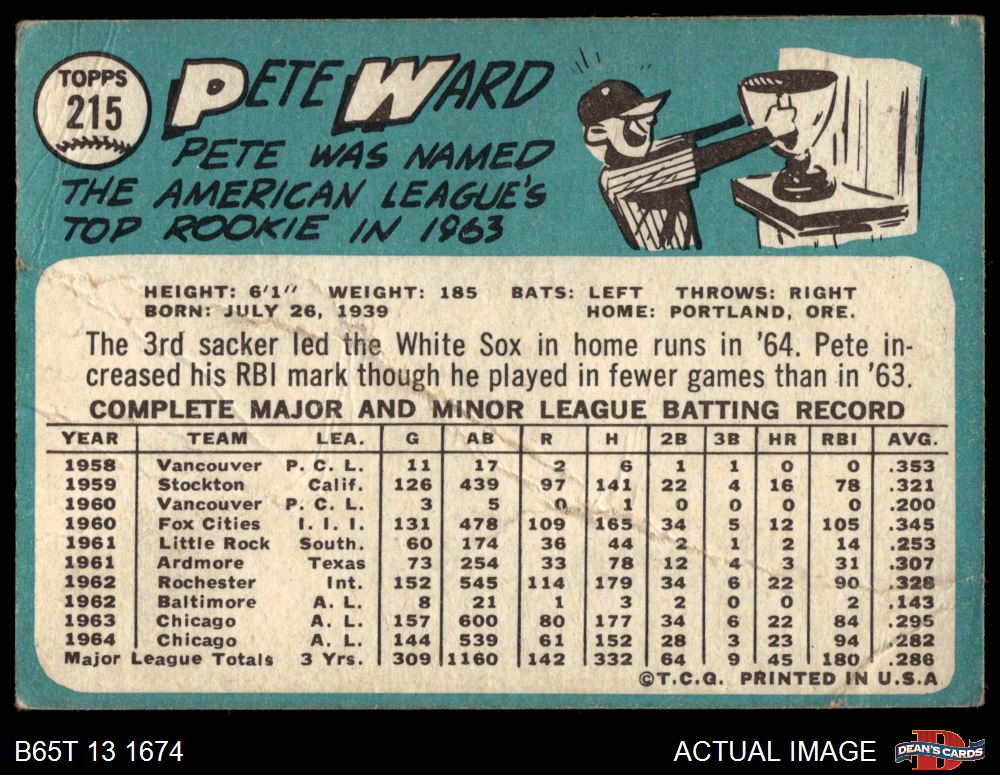 TOPPS
215
PETE WARD
PETE WAS NAMED
THE AMERICAN LEAGUE'S
TOP ROOKIE IN 1963
HEIGHT: 6'1" WEIGHT: 185 BATS: LEFT THROWS: RIGHT
BORN: JULY 26, 1939 HOME: PORTLAND, ORE.
The 3rd sacker led the White Sox in home runs in '64. Pete in-
creased his RBI mark though he played in fewer games than in '63.
COMPLETE MAJOR AND MINOR LEAGUE BATTING RECORD
YEAR TEAM LEA. G AB R H 2B 3B HR RBI AVG.
1958 Vancouver P. C. L. 11 17 2 6 1 1 0 0 .353
1959 Stockton Calif. 126 439 97 141 22 4 16 78 .321
1960 Vancouver P. C. L. 3 5 0 1 0 0 0 0 .200
1960 Fox Cities I. I. I. 131 478 109 165 34 5 12 105 .345
1961 Little Rock South. 60 174 36 44 2 1 2 14 .253
1961 Ardmore Texas 73 254 33 78 12 4 3 31 .307
1962 Rochester Int. 152 545 114 179 34 6 22 90 .328
1962 Baltimore A. L. 8 21 1 3 2 0 0 2 .143
1963 Chicago A. L. 157 600 80 177 34 6 22 84 .295
1964 Chicago A. L. 144 539 61 152 28 3 23 94 .282
Major League Totals 3 Yrs. 309 1160 142 332 64 9 45 180 .286
©T.C.G. PRINTED IN U.S.A
B65T 13 1674 ACTUAL IMAGE DEAN'S CARDS